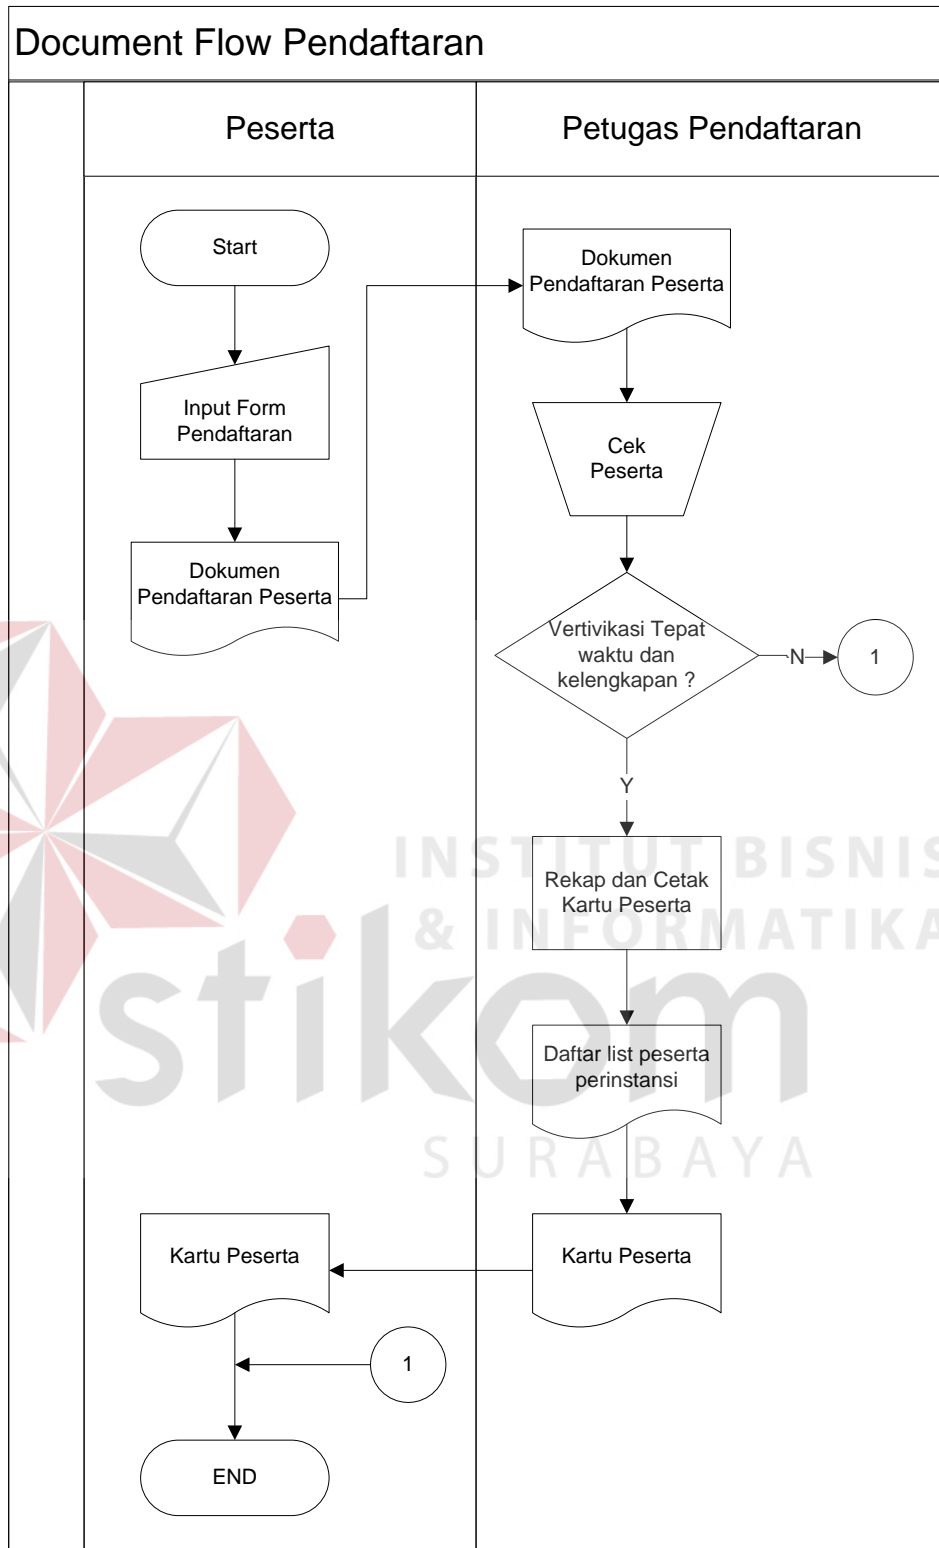 Document Flow Pendaftaran
Peserta
Petugas Pendaftaran
Start
Input Form
Pendaftaran
Dokumen
Pendaftaran Peserta
Dokumen
Pendaftaran Peserta
Cek
Peserta
Vertivikasi Tepat
waktu dan
kelengkapan ?
N
1
Y
Rekap dan Cetak
Kartu Peserta
Daftar list peserta
perinstansi
Kartu Peserta
Kartu Peserta
1
END
INSTITUT BISNIS
& INFORMATIKA
stikom
SURABAYA